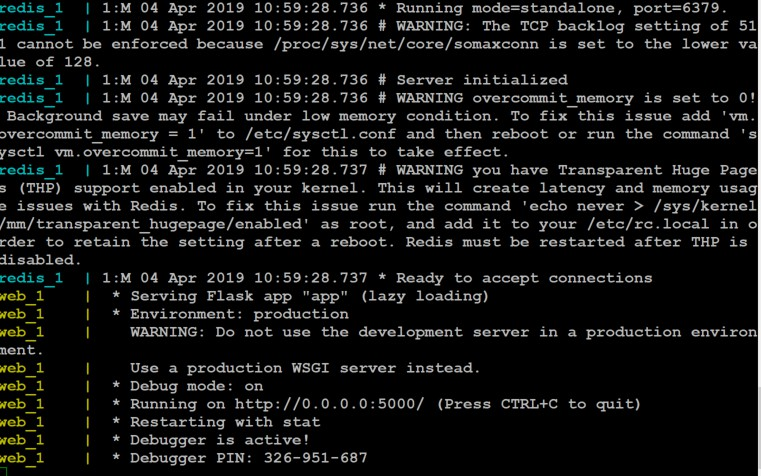 redis_1  | 1:M 04 Apr 2019 10:59:28.736 * Running mode=standalone, port=6379.
redis_1  | 1:M 04 Apr 2019 10:59:28.736 # WARNING: The TCP backlog setting of 51
1 cannot be enforced because /proc/sys/net/core/somaxconn is set to the lower va
lue of 128.
redis_1  | 1:M 04 Apr 2019 10:59:28.736 # Server initialized
redis_1  | 1:M 04 Apr 2019 10:59:28.736 # WARNING overcommit_memory is set to 0!
 Background save may fail under low memory condition. To fix this issue add 'vm.
overcommit_memory = 1' to /etc/sysctl.conf and then reboot or run the command 's
ysctl vm.overcommit_memory=1' for this to take effect.
redis_1  | 1:M 04 Apr 2019 10:59:28.737 # WARNING you have Transparent Huge Page
s (THP) support enabled in your kernel. This will create latency and memory usag
e issues with Redis. To fix this issue run the command 'echo never > /sys/kernel
/mm/transparent_hugepage/enabled' as root, and add it to your /etc/rc.local in o
rder to retain the setting after a reboot. Redis must be restarted after THP is
disabled.
redis_1  | 1:M 04 Apr 2019 10:59:28.737 * Ready to accept connections
web_1    |  * Serving Flask app "app" (lazy loading)
web_1    |  * Environment: production
web_1    |    WARNING: Do not use the development server in a production environ
ment.
web_1    |    Use a production WSGI server instead.
web_1    |  * Debug mode: on
web_1    |  * Running on http://0.0.0.0:5000/ (Press CTRL+C to quit)
web_1    |  * Restarting with stat
web_1    |  * Debugger is active!
web_1    |  * Debugger PIN: 326-951-687